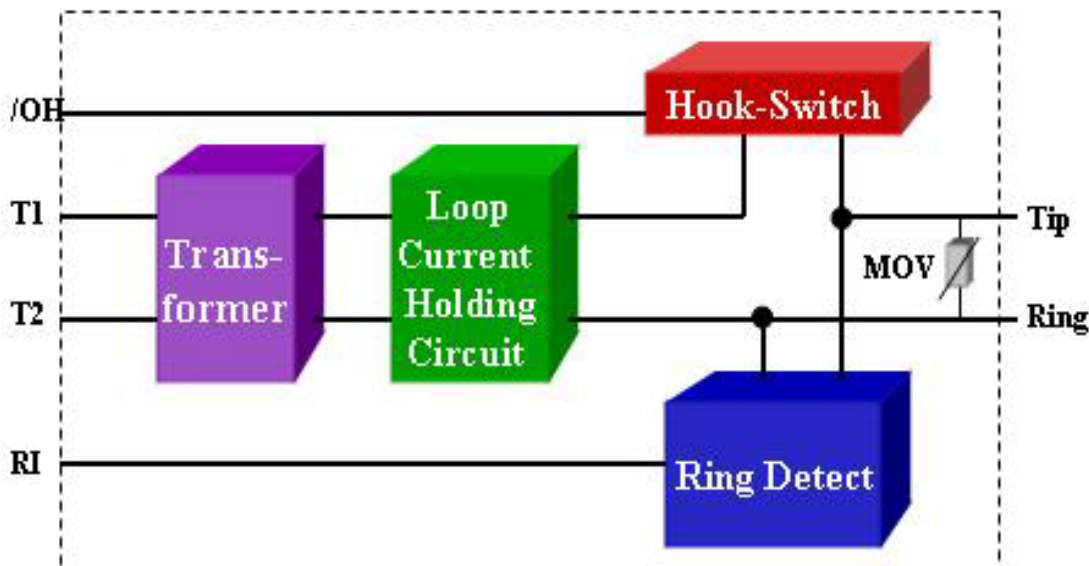 /OH
Hook-Switch
T1
Trans-
former
Loop
Current
Holding
Circuit
Tip
MOV
T2
Ring
RI
Ring Detect